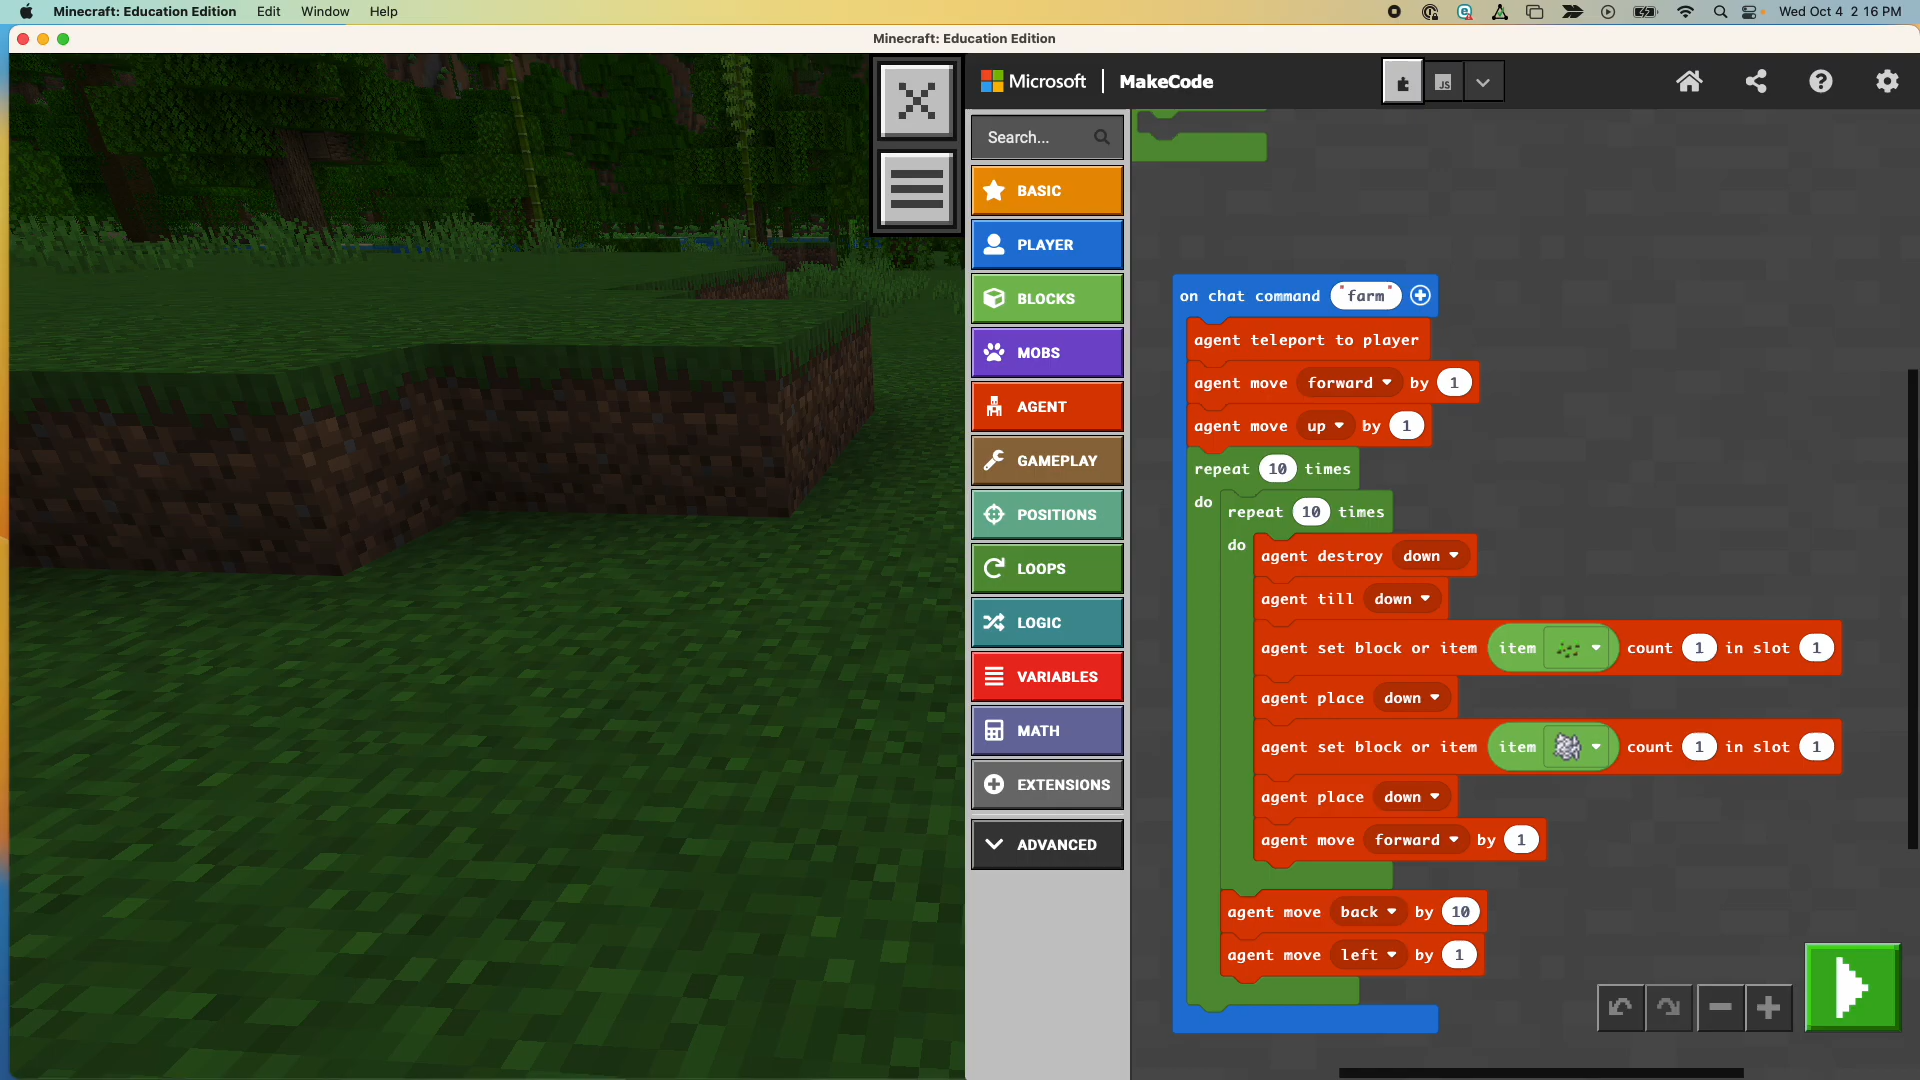 Minecraft: Education Edition Edit Window Help
Wed Oct 4 2 16 PM
Minecraft: Education Edition
Microsoft | MakeCode
JS
Search...
BASIC
PLAYER
BLOCKS
MOBS
AGENT
GAMEPLAY
POSITIONS
LOOPS
LOGIC
VARIABLES
MATH
EXTENSIONS
ADVANCED
on chat command "farm"
agent teleport to player
agent move forward by 1
agent move up by 1
repeat 10 times
do repeat 10 times
do agent destroy down
agent till down
agent set block or item item count 1 in slot 1
agent place down
agent set block or item item count 1 in slot 1
agent place down
agent move forward by 1
agent move back by 10
agent move left by 1